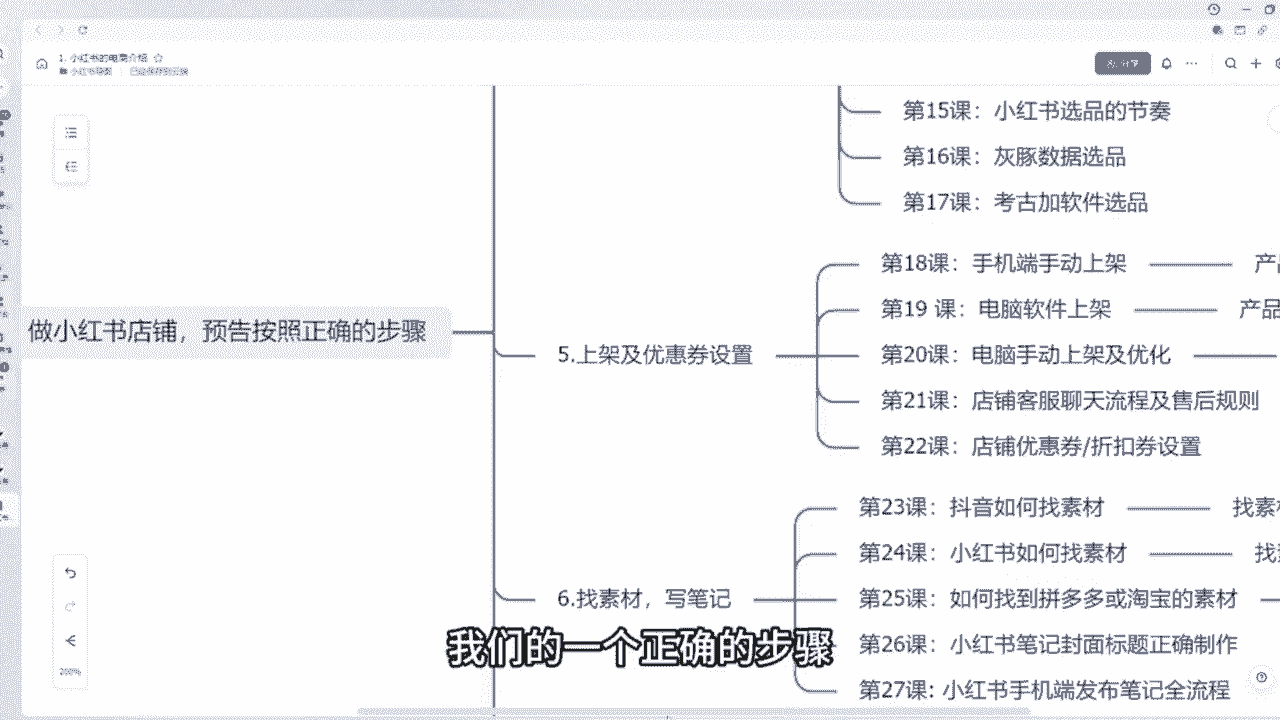 1. 小红书的电商介绍
小红书导图
第15课：小红书选品的节奏
第16课：灰豚数据选品
第17课：考古加软件选品
第18课：手机端手动上架
第19 课：电脑软件上架
产品
做小红书店铺，预告按照正确的步骤
5.上架及优惠券设置
第20课：电脑手动上架及优化
第21课：店铺客服聊天流程及售后规则
第22课：店铺优惠券/折扣券设置
第23课：抖音如何找素材
找素材
第24课：小红书如何找素材
6.找素材，写笔记
第25课：如何找到拼多多或淘宝的素材
第26课：小红书笔记封面标题正确制作
第27课: 小红书手机端发布笔记全流程
我们的一个正确的步骤
200%